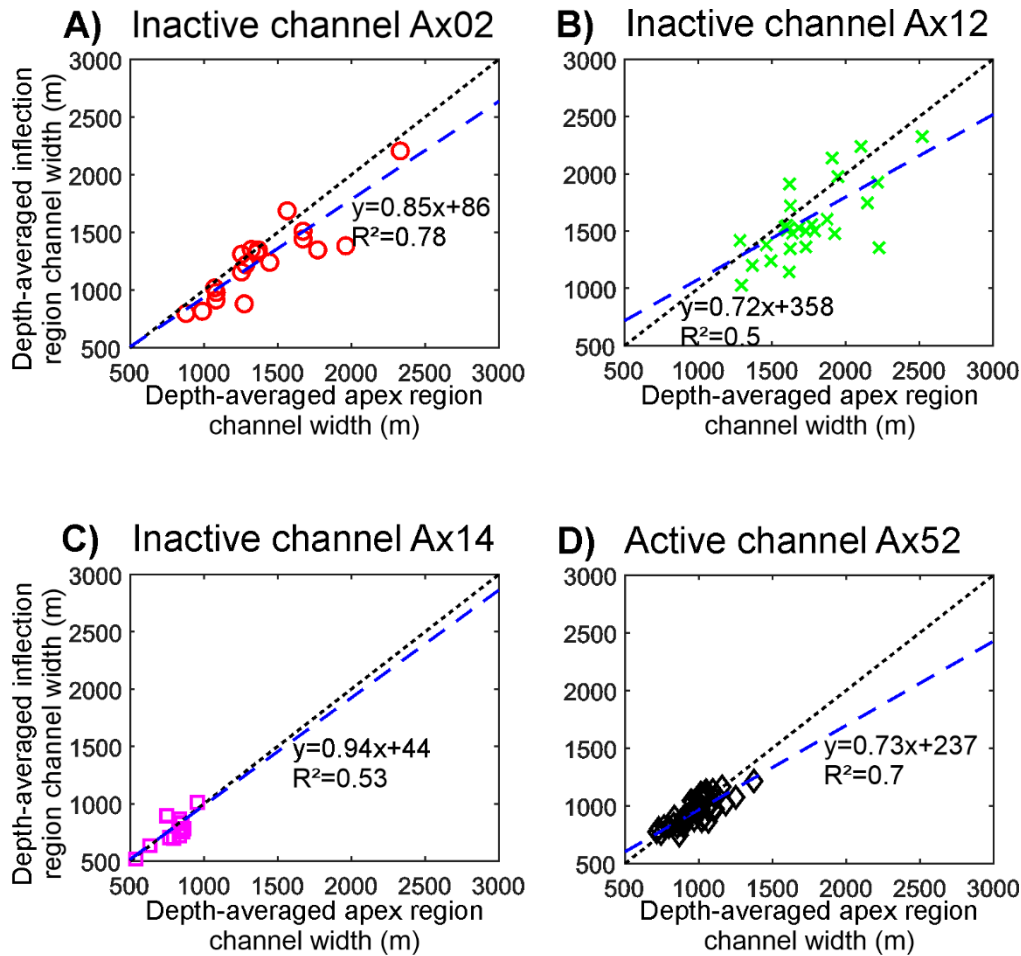 A) Inactive channel Ax02
Depth-averaged inflection
region channel width (m)
3000
2500
2000
1500
1000
500
y=0.85x+86
R²=0.78
500 1000 1500 2000 2500 3000
Depth-averaged apex region
channel width (m)
B) Inactive channel Ax12
3000
2500
2000
1500
1000
500
y=0.72x+358
R²=0.5
500 1000 1500 2000 2500 3000
Depth-averaged apex region
channel width (m)
C) Inactive channel Ax14
Depth-averaged inflection
region channel width (m)
3000
2500
2000
1500
1000
500
y=0.94x+44
R²=0.53
500 1000 1500 2000 2500 3000
Depth-averaged apex region
channel width (m)
D) Active channel Ax52
3000
2500
2000
1500
1000
500
y=0.73x+237
R²=0.7
500 1000 1500 2000 2500 3000
Depth-averaged apex region
channel width (m)